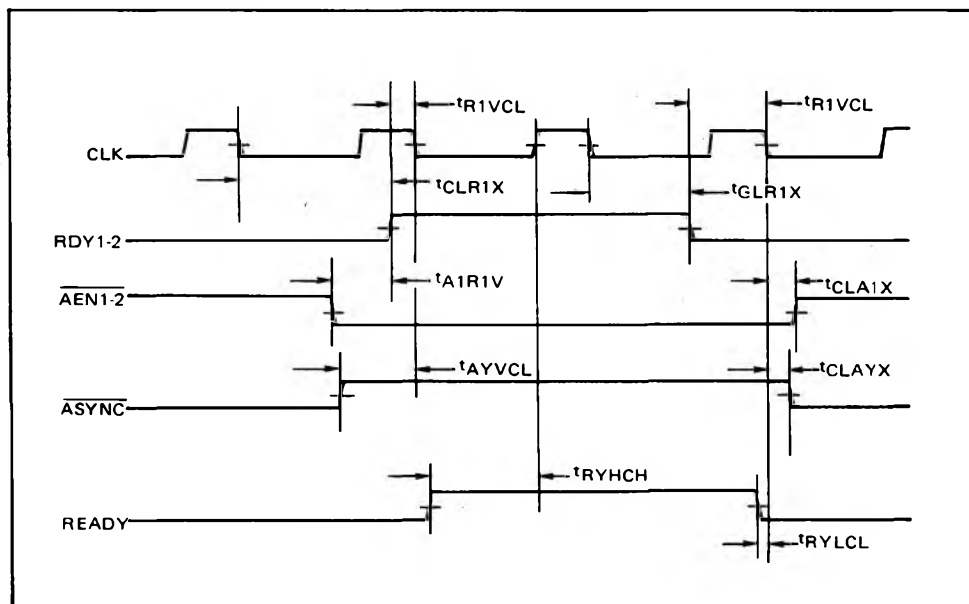 tR1VCL tR1VCL
CLK
tCLR1X tGLR1X
RDY1-2
tA1R1V tCLA1X
AEN1-2
tAYVCL tCLAYX
ASYNC
tRYHCH
READY
tRYLCL